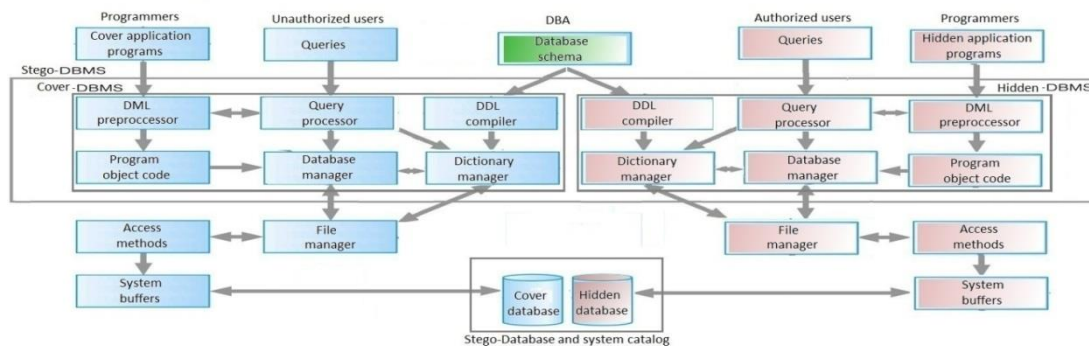 Programmers
Unauthorized users
DBA
Authorized users
Programmers
Cover application
programs
Queries
Database
schema
Queries
Hidden application
programs
Stego-DBMS
Cover-DBMS
Hidden-DBMS
DML
preproccessor
Query
processor
DDL
compiler
DDL
compiler
Query
processor
DML
preproccessor
Program
object code
Database
manager
Dictionary
manager
Dictionary
manager
Database
manager
Program
object code
Access
methods
File
manager
File
manager
Access
methods
System
buffers
Cover
database
Hidden
database
System
buffers
Stego-Database and system catalog